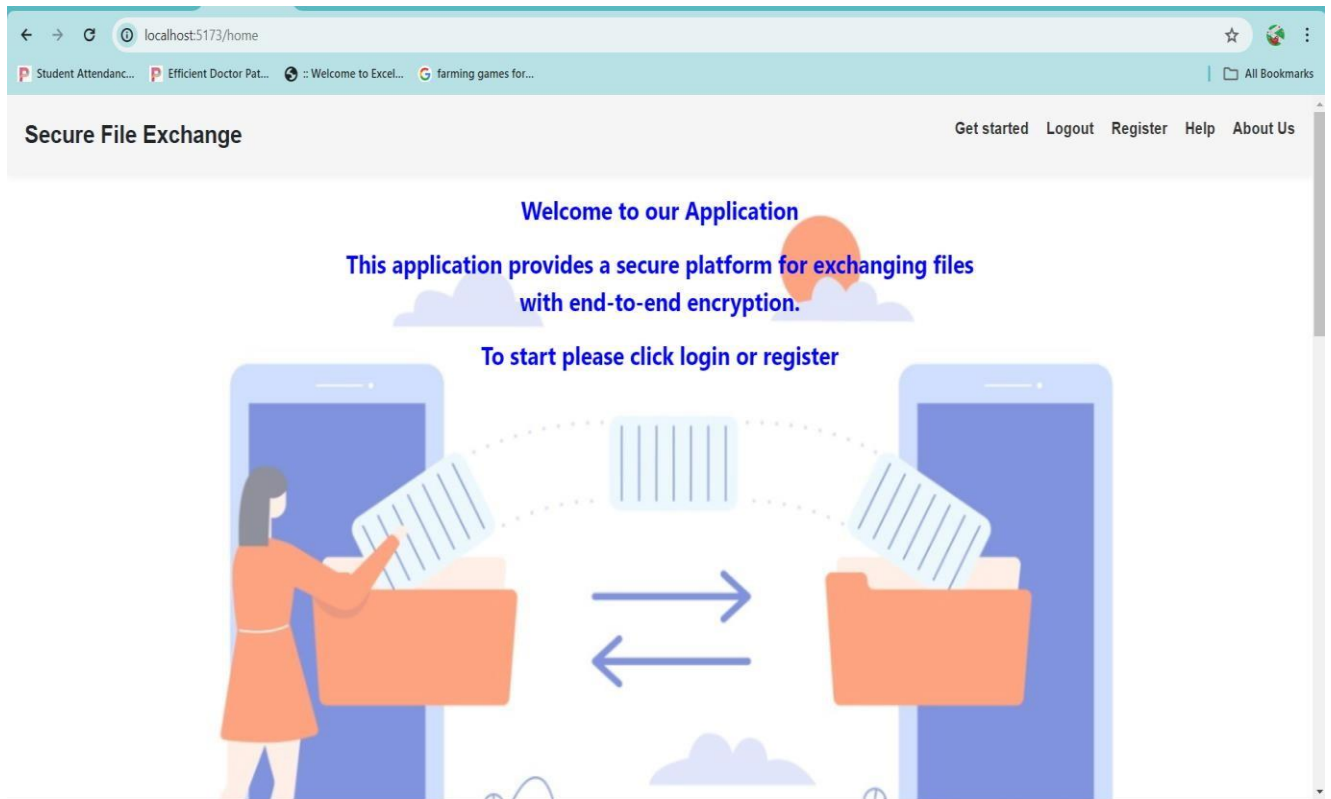 localhost:5173/home
Student Attendanc... Efficient Doctor Pat... :: Welcome to Excel... farming games for... All Bookmarks
Secure File Exchange Get started Logout Register Help About Us
Welcome to our Application
This application provides a secure platform for exchanging files
with end-to-end encryption.
To start please click login or register